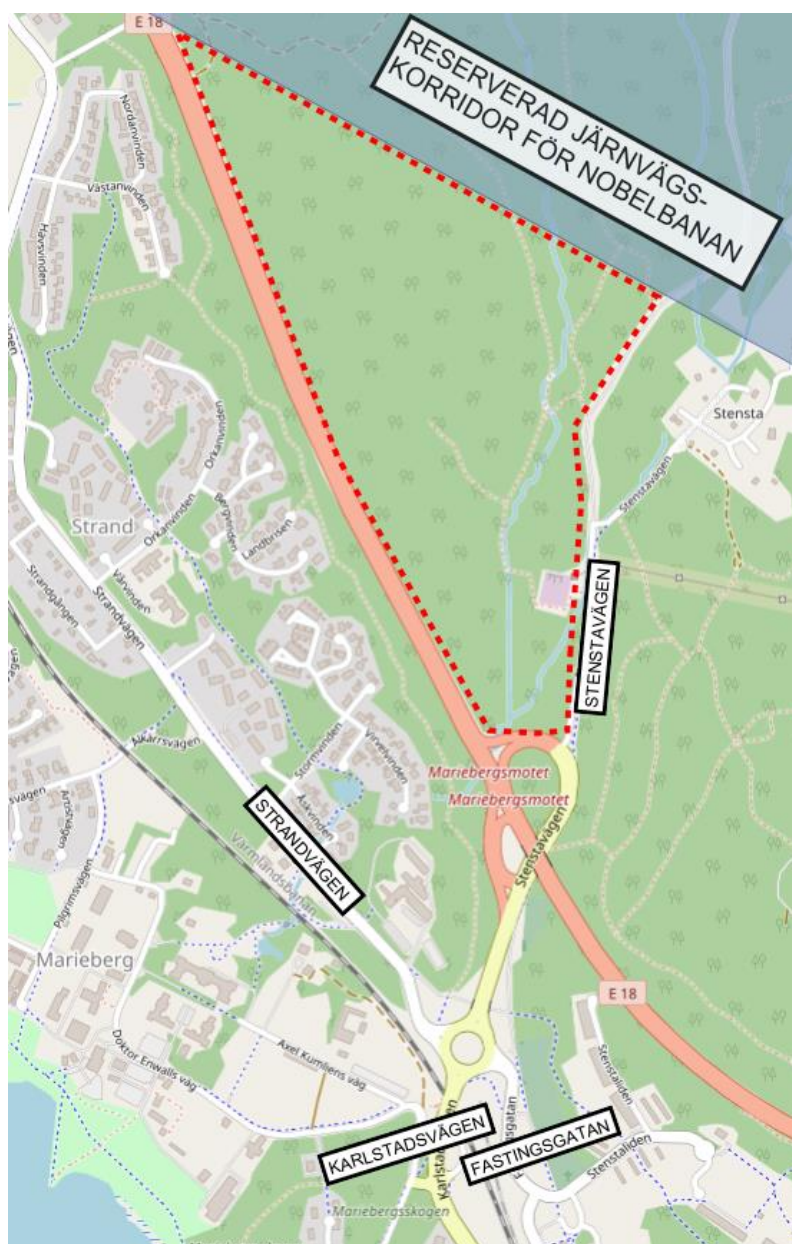 E 18
RESERVERAD JÄRNVÄGS-
KORRIDOR FÖR NOBELBANAN
Nordanvinden
Västanvinden
Havsvinden
Stensta
Orkanvinden
Bergvinden
Landbrisen
Strand
Orkanvinden
Vårvinden
Strandgången
Strandvägen
Stenstavägen
STENSTAVÄGEN
Alkärrsvägen
Stormvinden
Virvelvinden
Åskvinden
Artistvägen
Mariebergsmotet
Mariebergsmotet
STRANDVÄGEN
Värmlandsbanan
Pilgrimsvägen
Stenstavägen
Marieberg
E 18
Doktor Enwalls väg
Axel Kumliens väg
Stenstaliden
KARLSTADSVÄGEN
FASTINGSGATAN
Stenstaliden
Mariebergsskogen